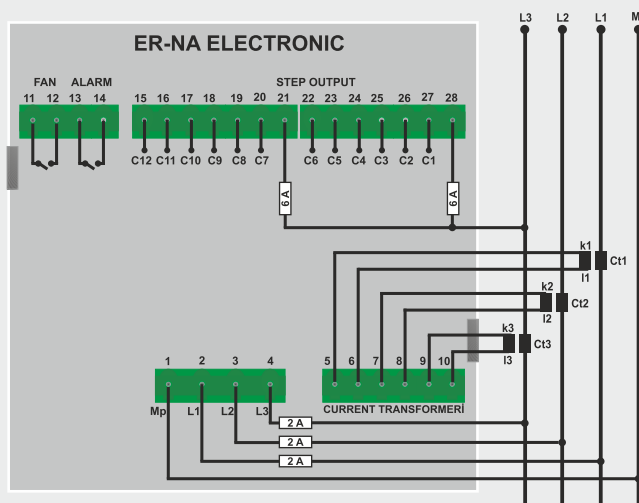 L3 L2 L1 M
ER-NA ELECTRONIC
FAN ALARM STEP OUTPUT
11 12 13 14 15 16 17 18 19 20 21 22 23 24 25 26 27 28
C12 C11 C10 C9 C8 C7 C6 C5 C4 C3 C2 C1
6 A 6 A
k1
Ct1
l1
k2
Ct2
l2
k3
Ct3
l3
1 2 3 4 5 6 7 8 9 10
Mp L1 L2 L3 CURRENT TRANSFORMERİ
2 A
2 A
2 A